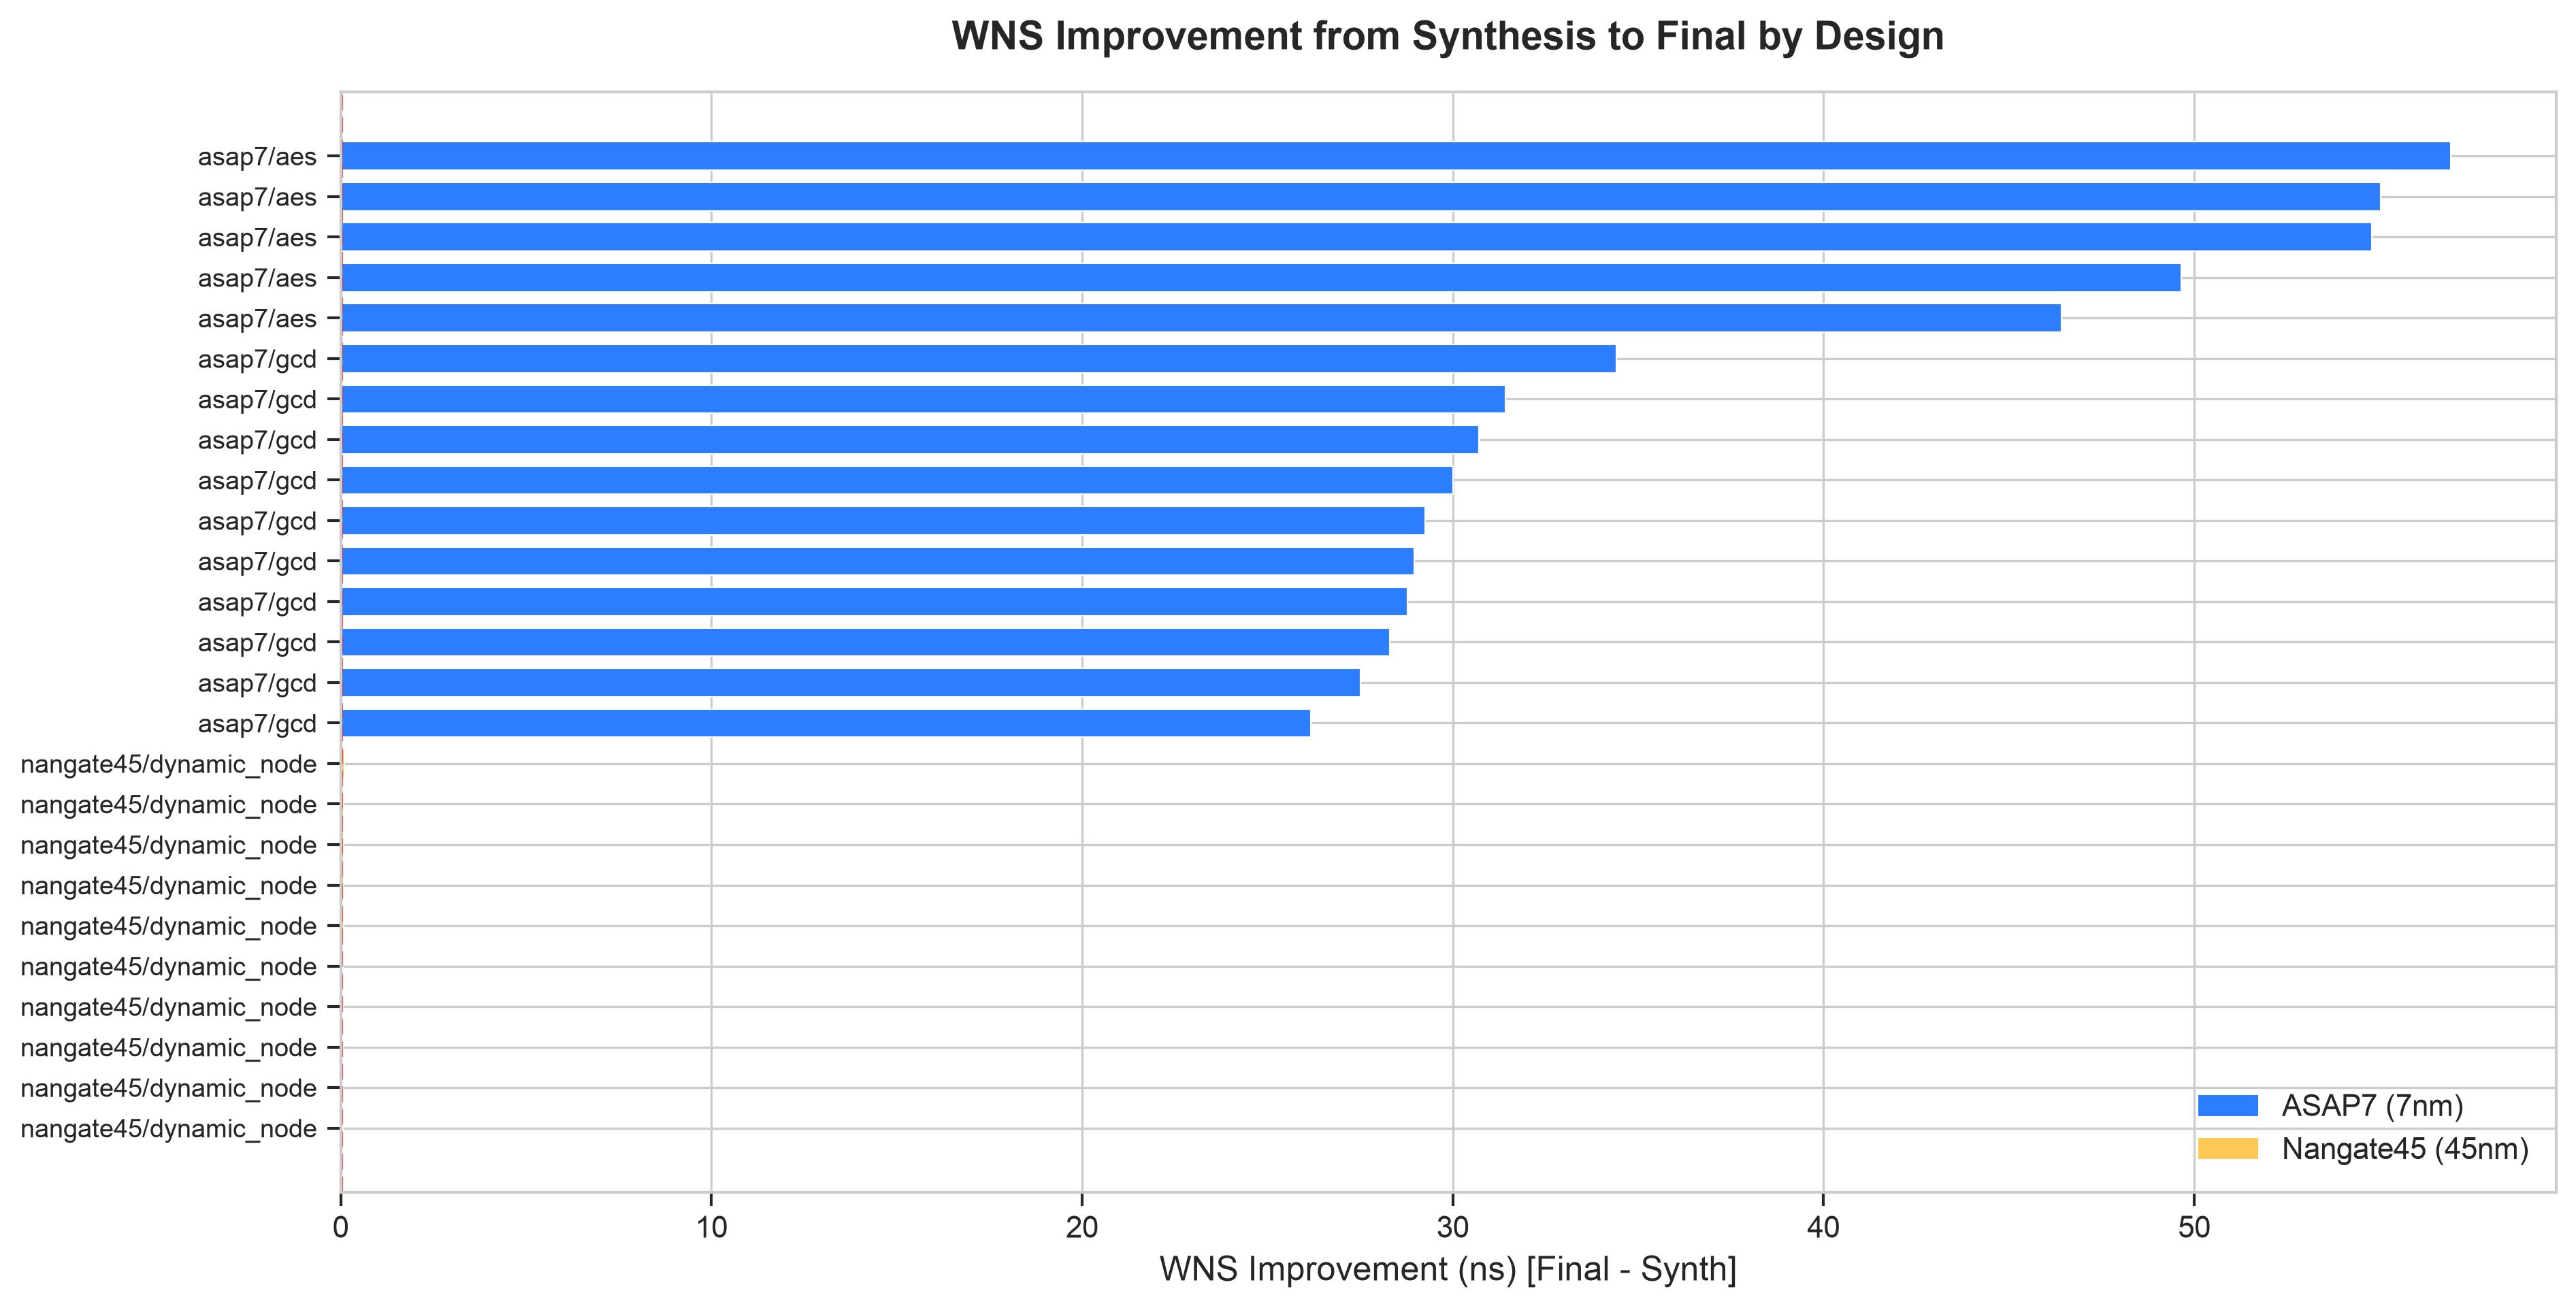 WNS Improvement from Synthesis to Final by Design
asap7/aes
asap7/aes
asap7/aes
asap7/aes
asap7/aes
asap7/gcd
asap7/gcd
asap7/gcd
asap7/gcd
asap7/gcd
asap7/gcd
asap7/gcd
asap7/gcd
asap7/gcd
asap7/gcd
nangate45/dynamic_node
nangate45/dynamic_node
nangate45/dynamic_node
nangate45/dynamic_node
nangate45/dynamic_node
nangate45/dynamic_node
nangate45/dynamic_node
nangate45/dynamic_node
nangate45/dynamic_node
nangate45/dynamic_node
ASAP7 (7nm)
Nangate45 (45nm)
0 10 20 30 40 50
WNS Improvement (ns) [Final - Synth]